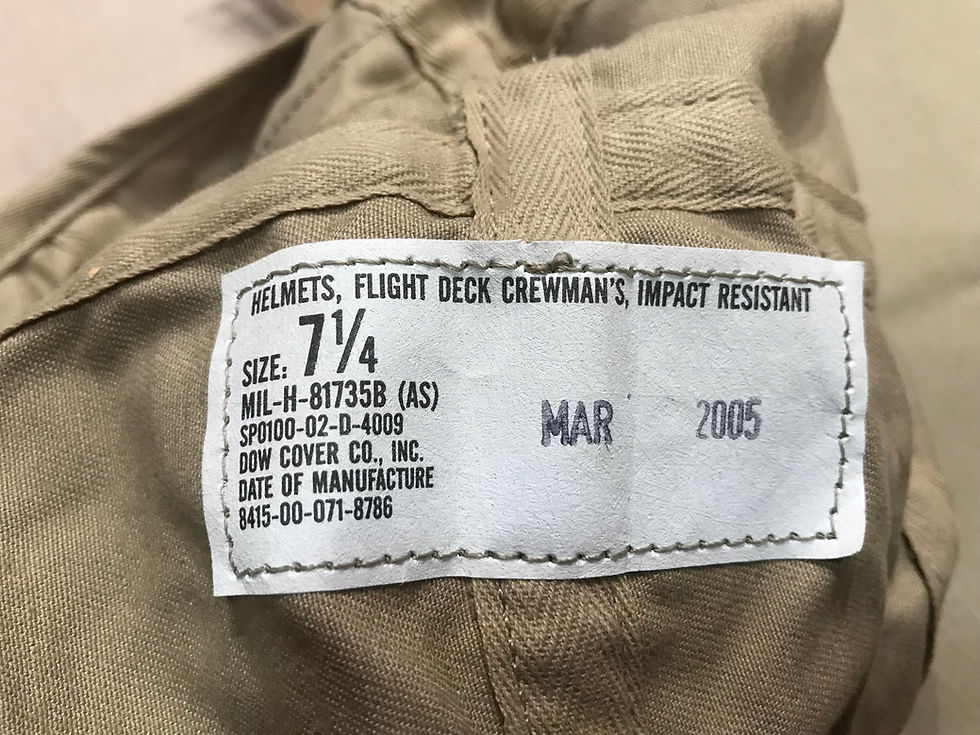 HELMETS, FLIGHT DECK CREWMAN'S, IMPACT RESISTANT
SIZE: 7¼
MIL-H-81735B (AS)
SP0100-02-D-4009
DOW COVER CO., INC.
DATE OF MANUFACTURE
8415-00-071-8786
MAR 2005